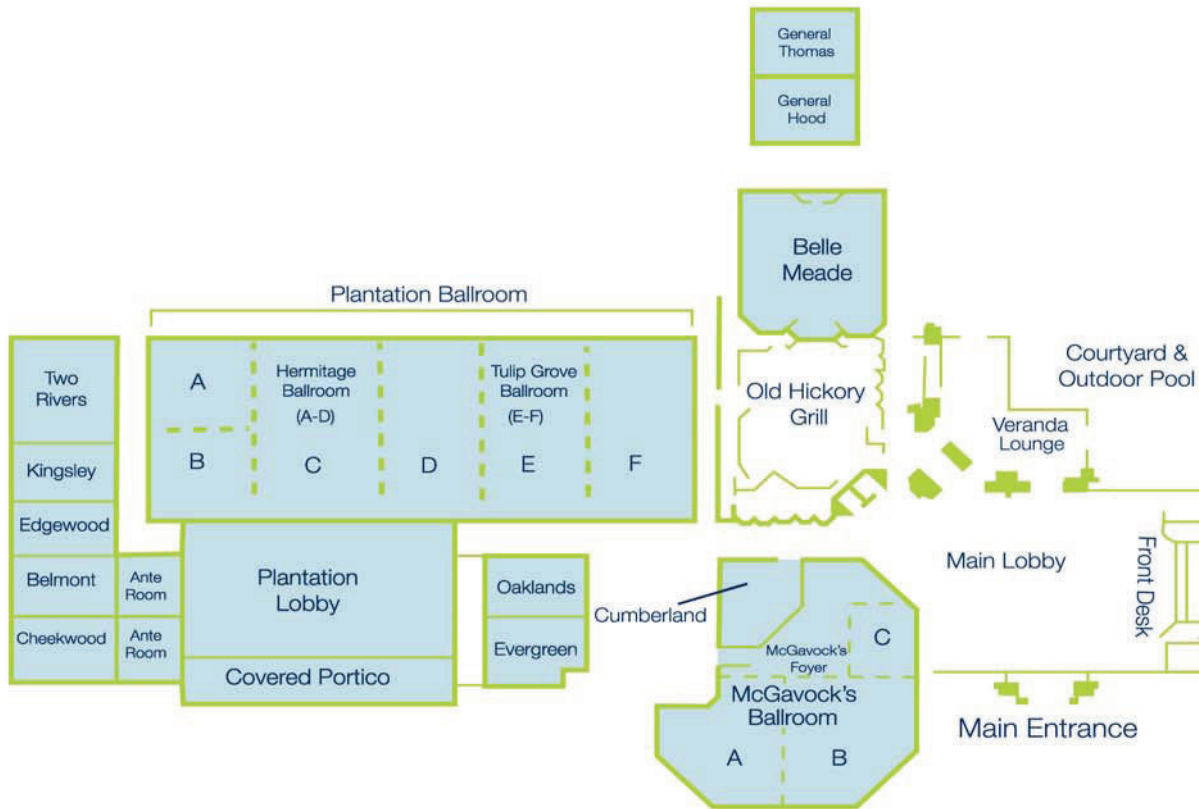 General
Thomas
General
Hood
Belle
Meade
Plantation Ballroom
Two
Rivers
Kingsley
Edgewood
Belmont
Cheekwood
Ante
Room
Ante
Room
A
B
Hermitage
Ballroom
(A-D)
C
D
Tulip Grove
Ballroom
(E-F)
E
F
Plantation
Lobby
Covered Portico
Oaklands
Evergreen
Old Hickory
Grill
Courtyard &
Outdoor Pool
Veranda
Lounge
Main Lobby
Front Desk
Cumberland
McGavock's
Foyer
C
McGavock's
Ballroom
A
B
Main Entrance